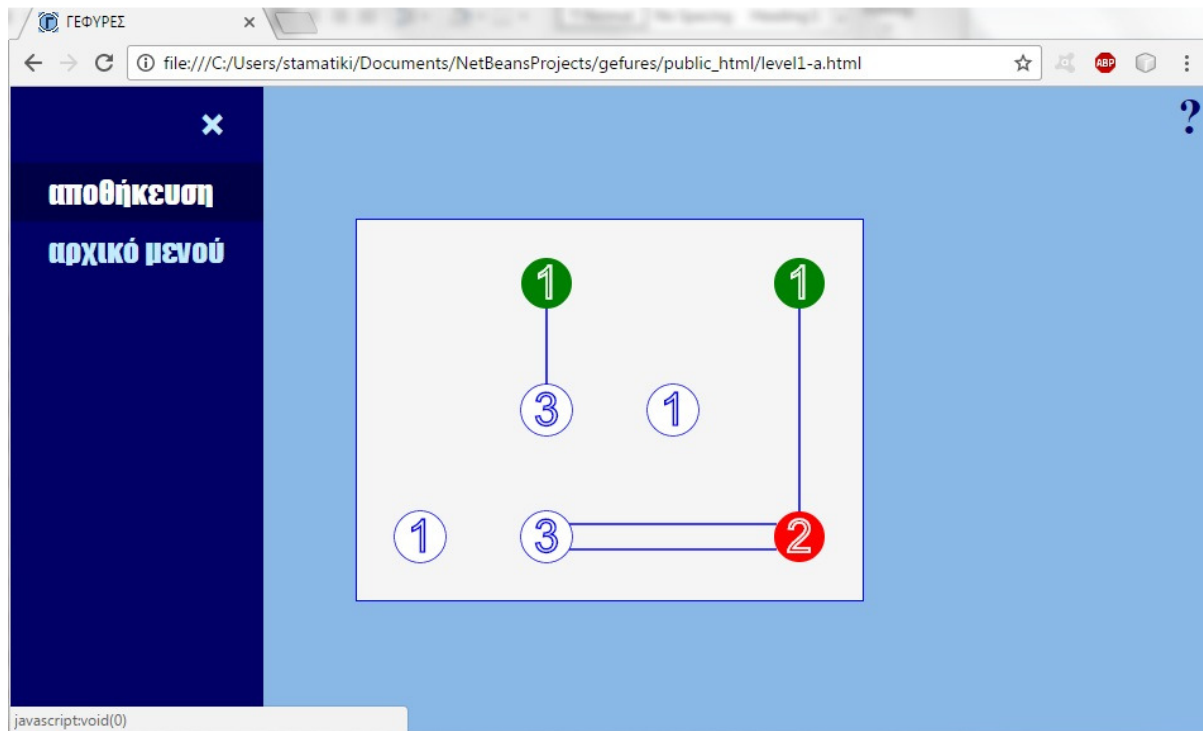 ΓΕΦΥΡΕΣ
file:///C:/Users/stamatiki/Documents/NetBeansProjects/gefures/public_html/level1-a.html
ABP
?
αποθήκευση
αρχικό μενού
1 1
3 1
1 3 2
javascript:void(0)